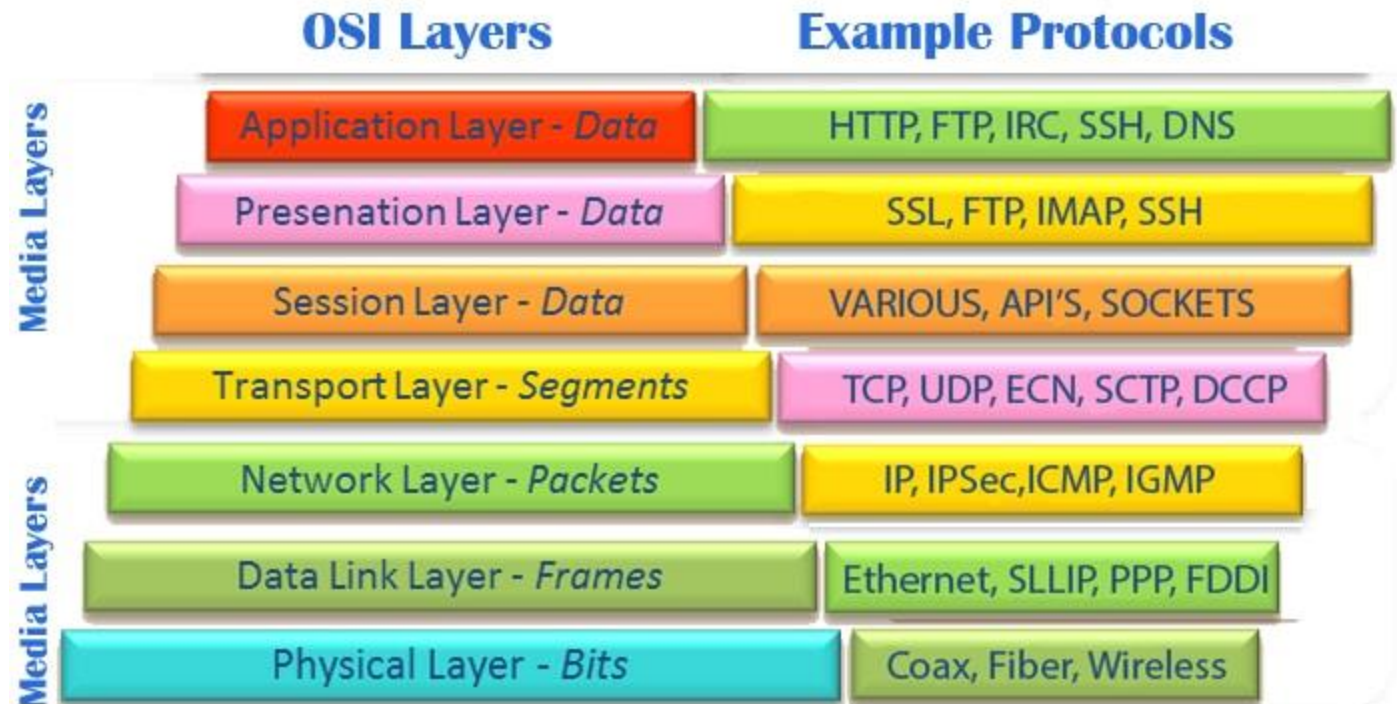 OSI Layers Example Protocols
Media Layers
Application Layer - Data HTTP, FTP, IRC, SSH, DNS
Presenation Layer - Data SSL, FTP, IMAP, SSH
Session Layer - Data VARIOUS, API'S, SOCKETS
Transport Layer - Segments TCP, UDP, ECN, SCTP, DCCP
Media Layers
Network Layer - Packets IP, IPSec,ICMP, IGMP
Data Link Layer - Frames Ethernet, SLLIP, PPP, FDDI
Physical Layer - Bits Coax, Fiber, Wireless